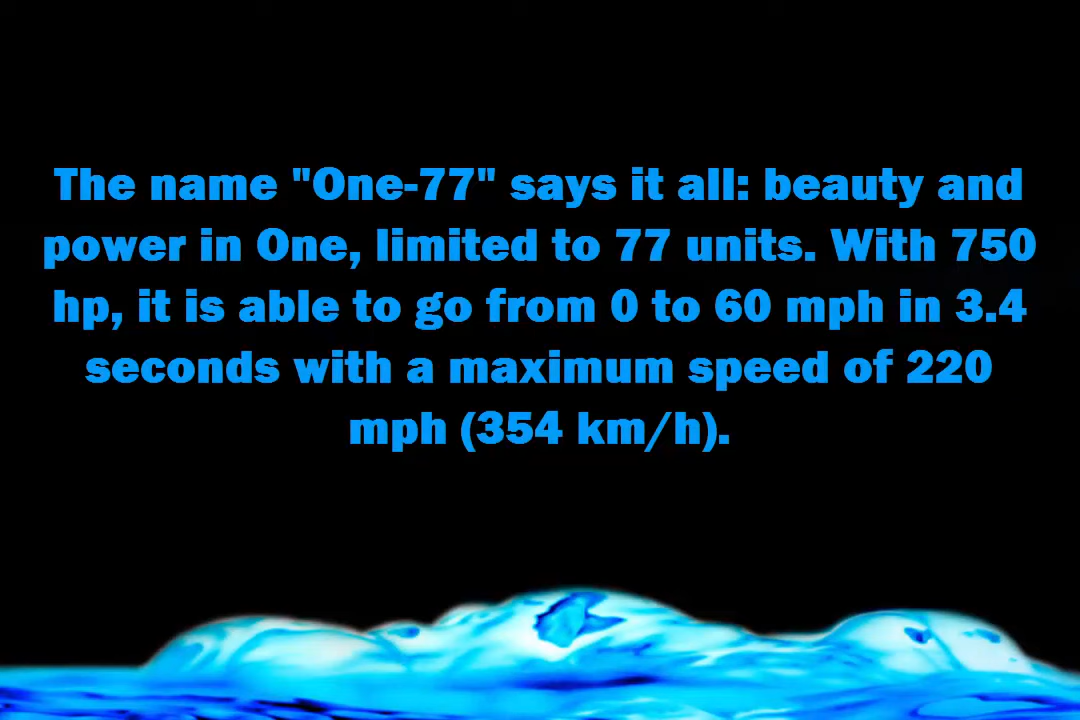 The name "One-77" says it all: beauty and
power in One, limited to 77 units. With 750
hp, it is able to go from 0 to 60 mph in 3.4
seconds with a maximum speed of 220
mph (354 km/h).